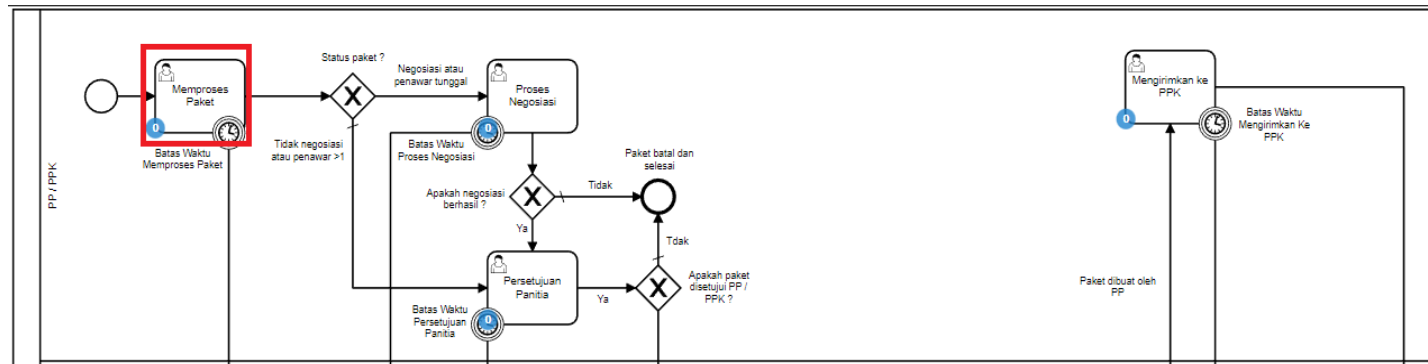 PP / PPK
Memproses
Paket
0
Batas Waktu
Memproses Paket
Status paket ?
Negosiasi atau
penawar tunggal
Tidak negosiasi
atau penawar >1
Proses
Negosiasi
0
Batas Waktu
Proses Negosiasi
Apakah negosiasi
berhasil ?
Tidak
Ya
Paket batal dan
selesai
Tdak
Persetujuan
Panitia
0
Batas Waktu
Persetujuan
Panitia
Ya
Apakah paket
disetujui PP /
PPK ?
Mengirimkan ke
PPK
0
Batas Waktu
Mengirimkan Ke
PPK
Paket dibuat oleh
PP